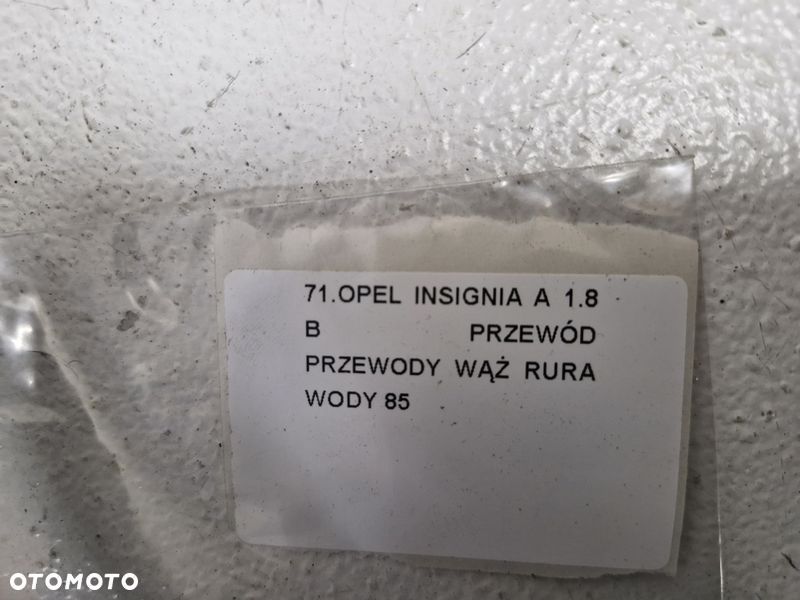 71.OPEL INSIGNIA A 1.8
B PRZEWÓD
PRZEWODY WĄŻ RURA
WODY 85
OTOMOTO